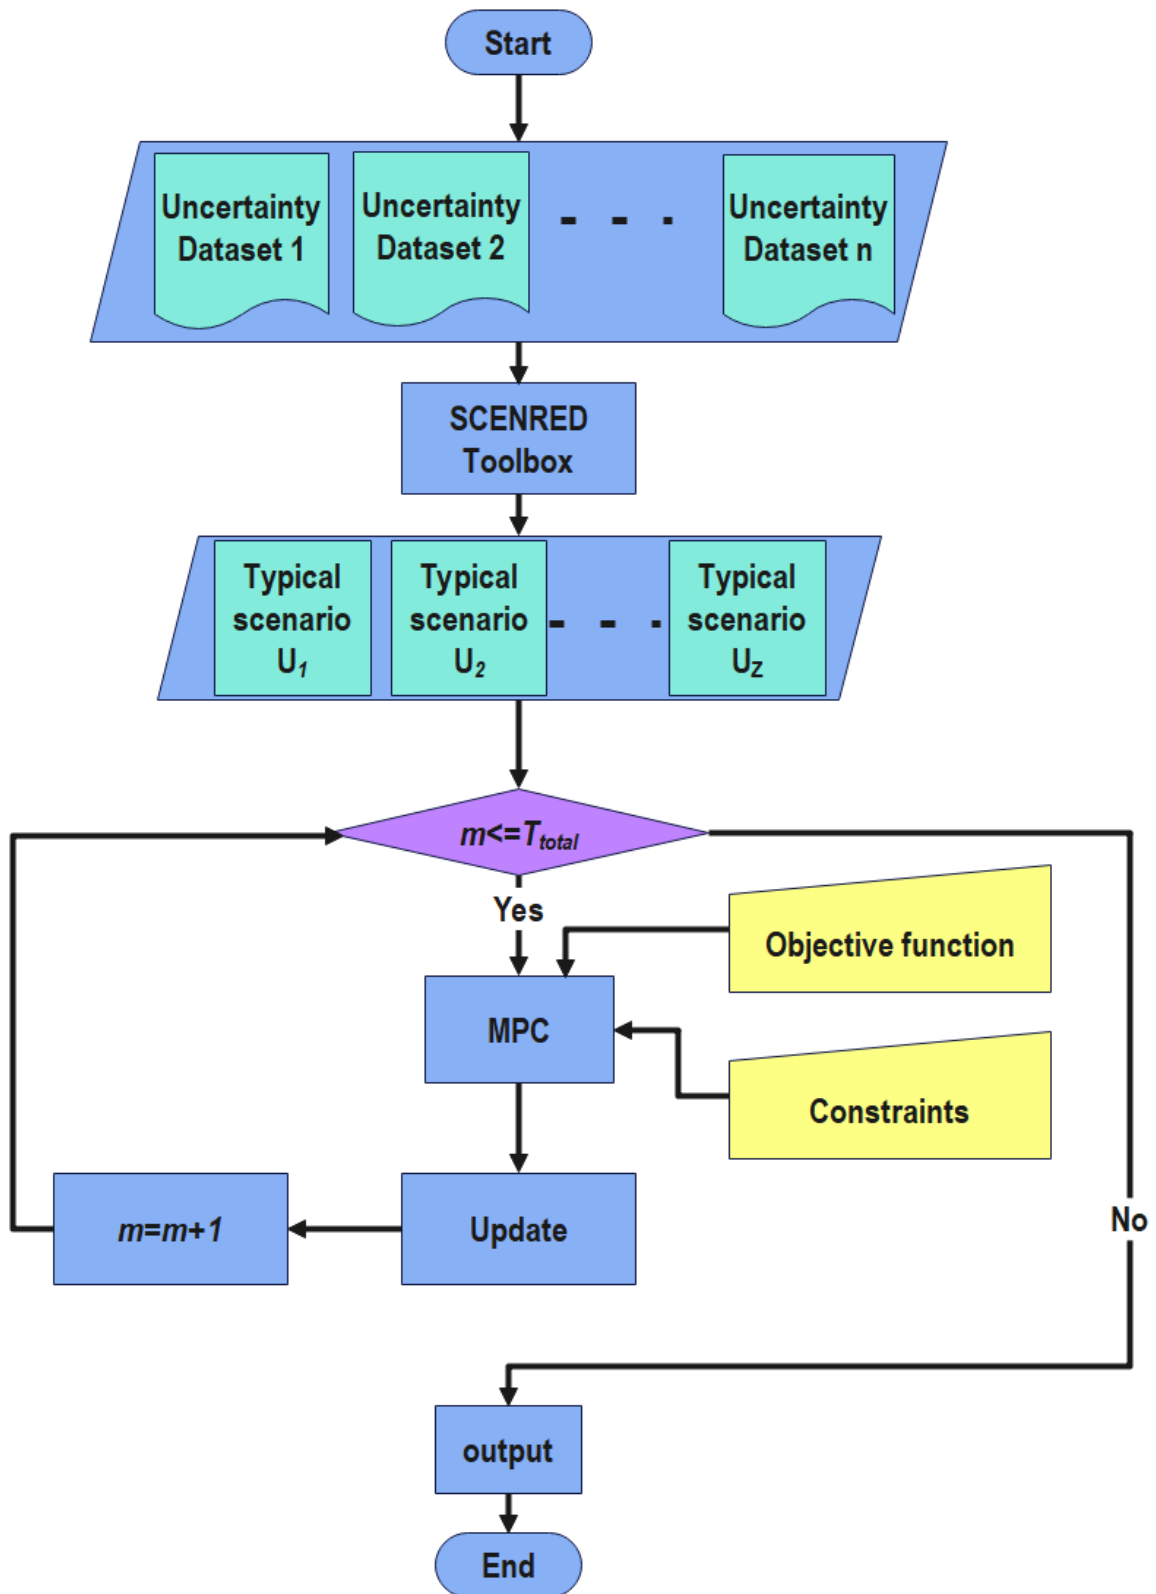 Start
Uncertainty
Dataset 1
Uncertainty
Dataset 2
- - -
Uncertainty
Dataset n
SCENRED
Toolbox
Typical
scenario
U1
Typical
scenario
U2
- - -
Typical
scenario
UZ
m<=Ttotal
Yes
Objective function
MPC
Constraints
m=m+1
Update
No
output
End